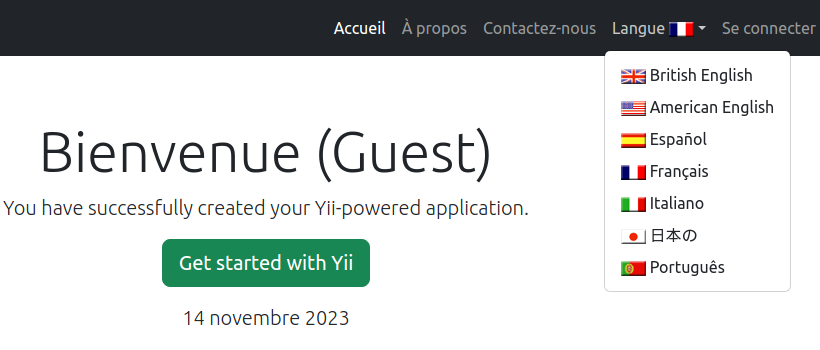 Accueil À propos Contactez-nous Langue Se connecter
British English
American English
Español
Français
Italiano
日本の
Português
Bienvenue (Guest)
You have successfully created your Yii-powered application.
Get started with Yii
14 novembre 2023